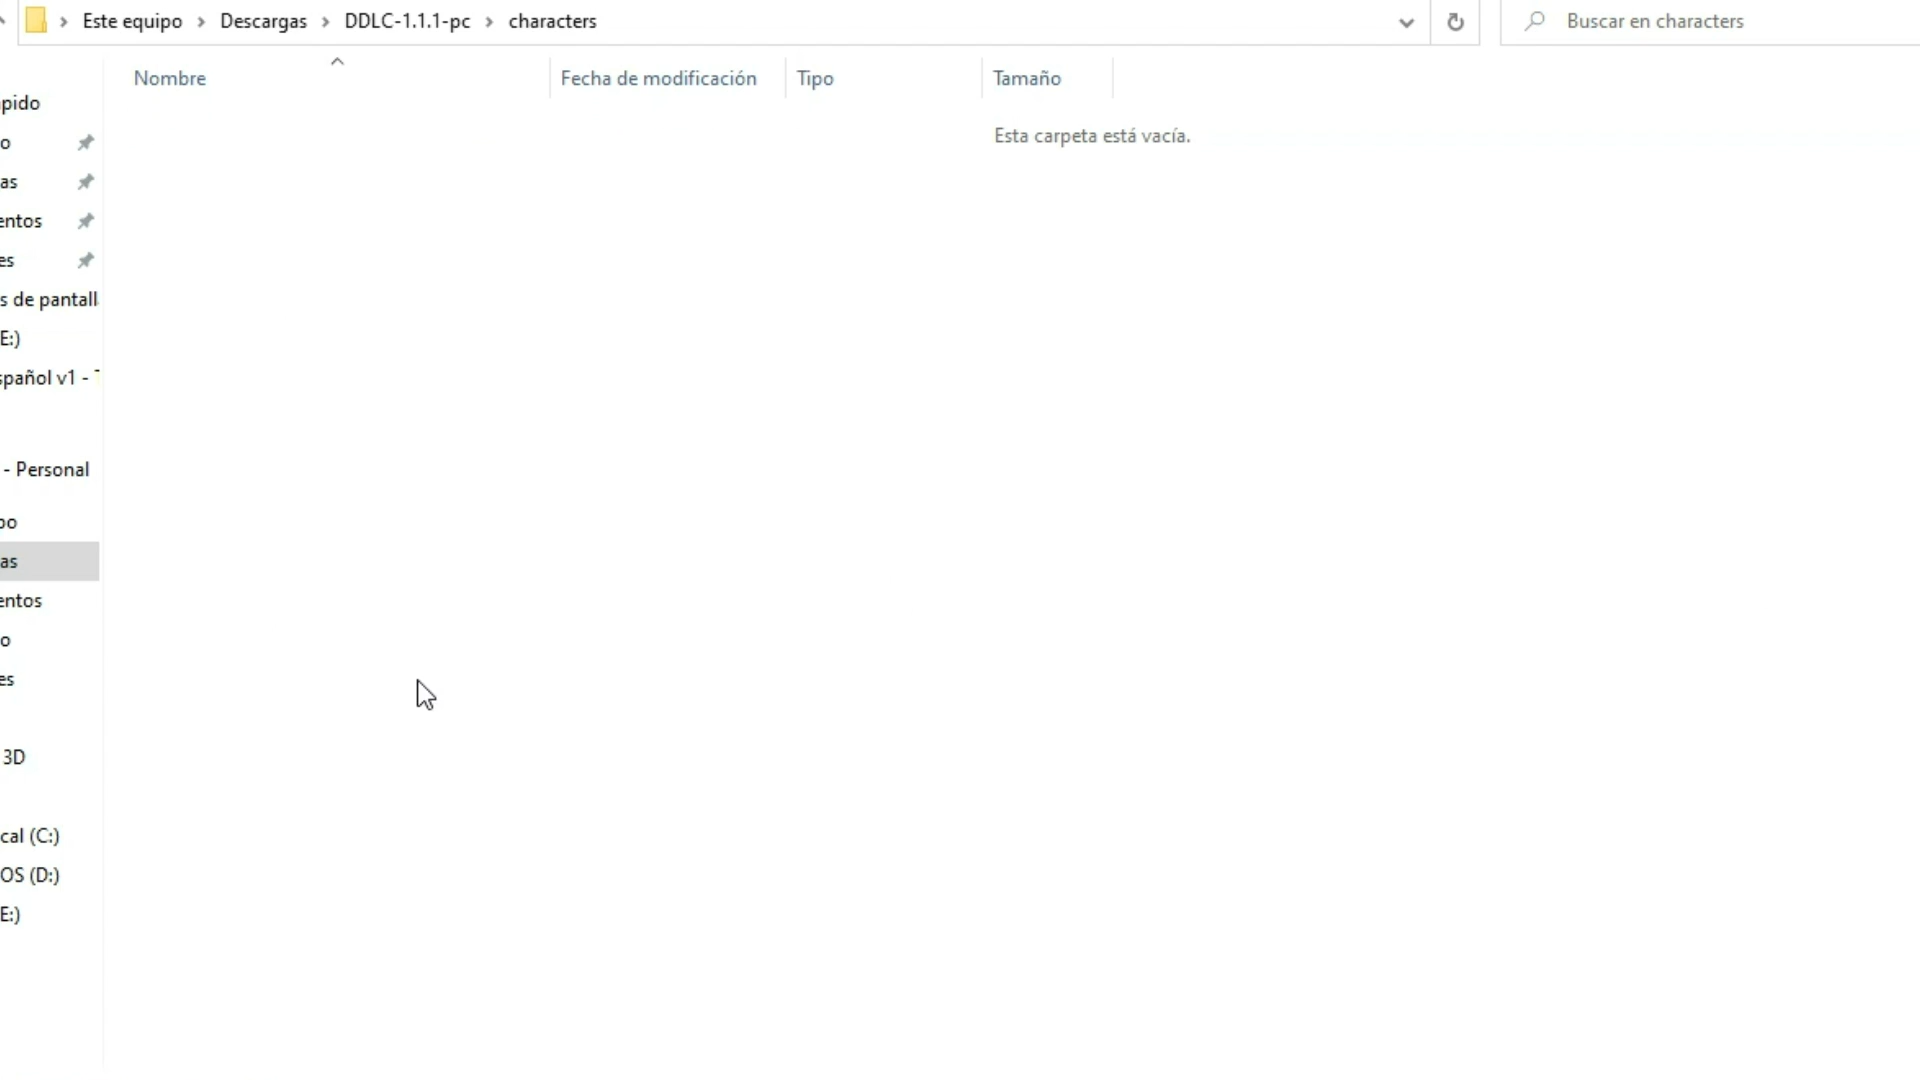 Este equipo > Descargas > DDLC-1.1.1-pc > characters
Buscar en characters
Nombre
Fecha de modificación
Tipo
Tamaño
Esta carpeta está vacía.
pido
o
as
entos
es
s de pantall
E:)
spañol v1 -
- Personal
po
as
entos
o
es
3D
cal (C:)
OS (D:)
E:)